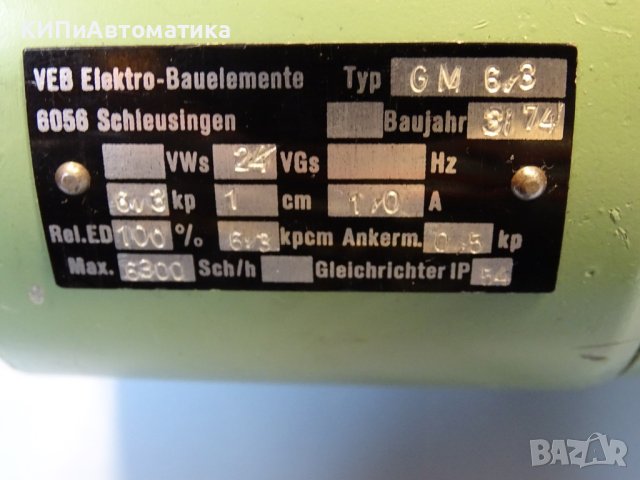 КИПиАвтоматика
VEB Elektro-Bauelemente Typ GM 6,3
6056 Schleusingen Baujahr 3/74
VWs 24 VGs Hz
6,3 kp 1 cm 1,0 A
Rel.ED 100 % 6,3 kpcm Ankerm. 0,5 kp
Max. 6300 Sch/h Gleichrichter IP 54
BAZAR